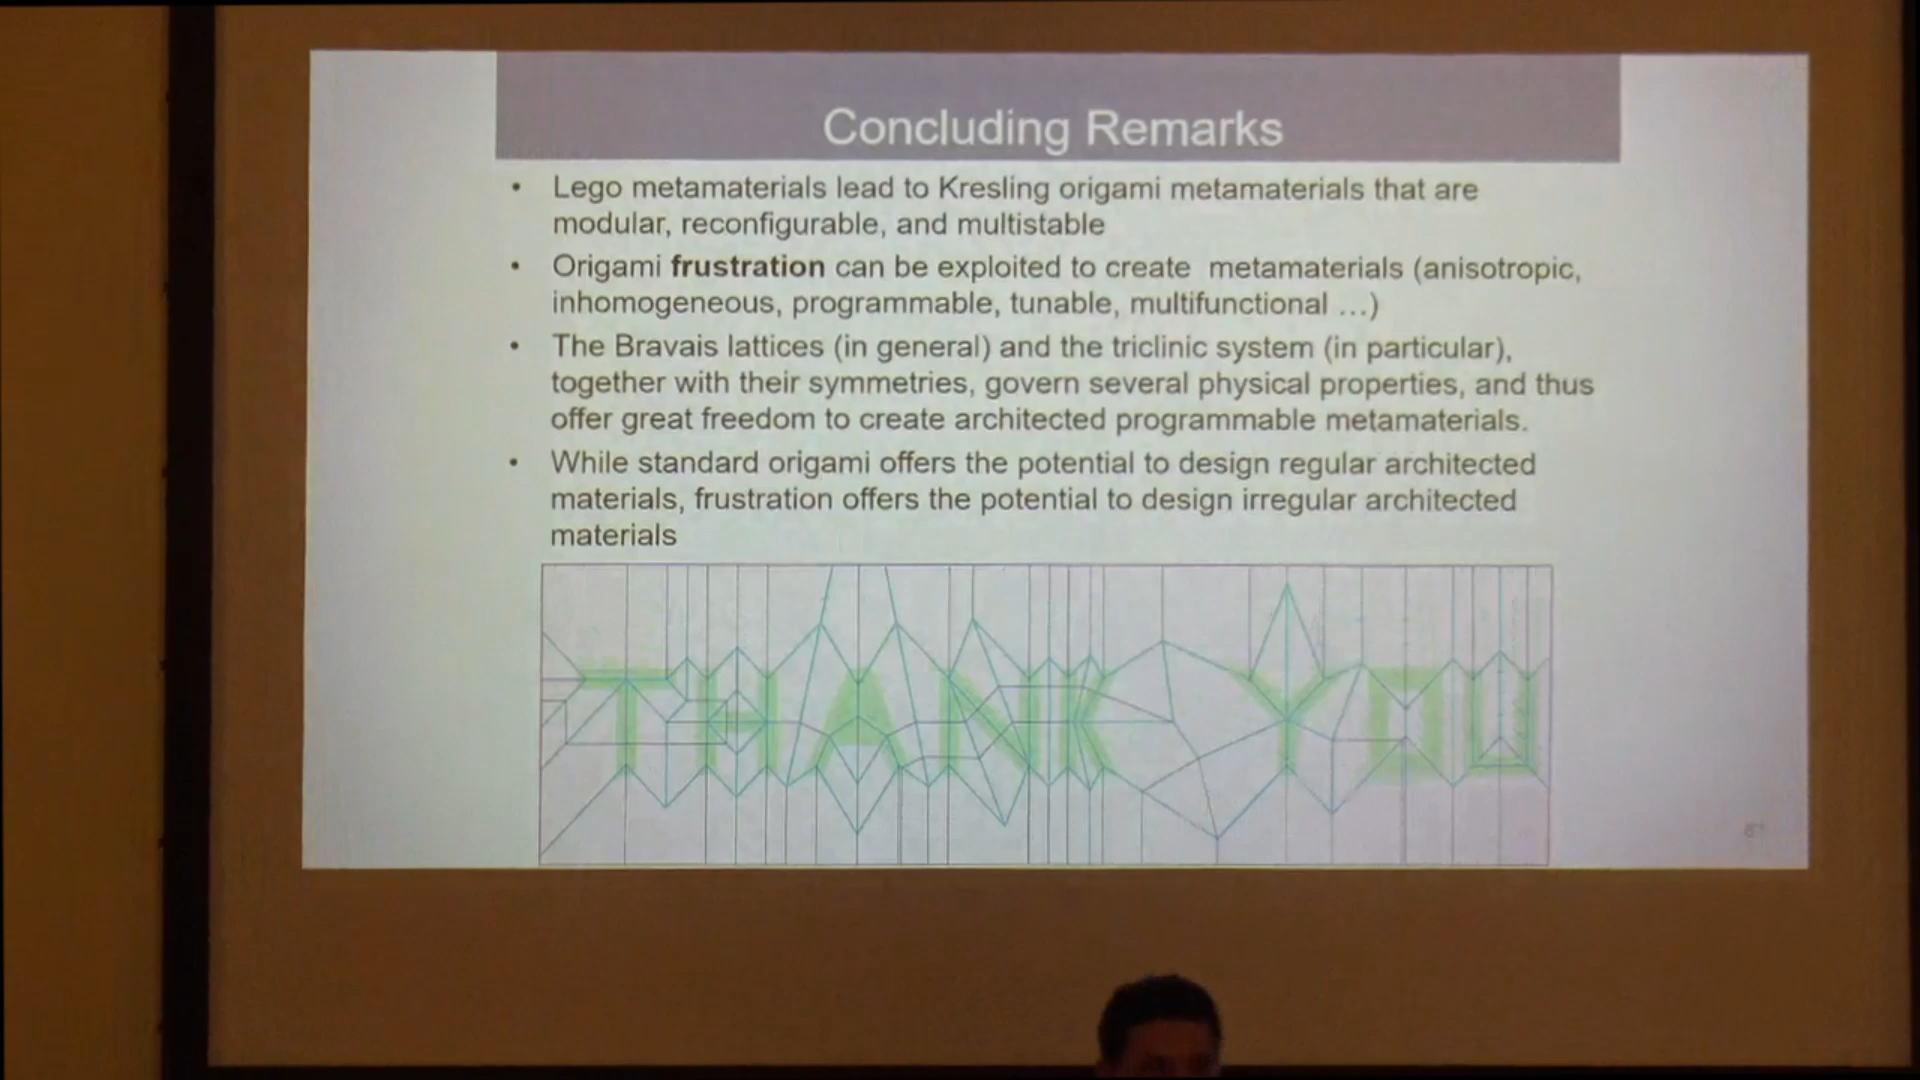 Concluding Remarks
• Lego metamaterials lead to Kresling origami metamaterials that are
modular, reconfigurable, and multistable
• Origami frustration can be exploited to create metamaterials (anisotropic,
inhomogeneous, programmable, tunable, multifunctional ...)
• The Bravais lattices (in general) and the triclinic system (in particular),
together with their symmetries, govern several physical properties, and thus
offer great freedom to create architected programmable metamaterials.
• While standard origami offers the potential to design regular architected
materials, frustration offers the potential to design irregular architected
materials
THANK YOU